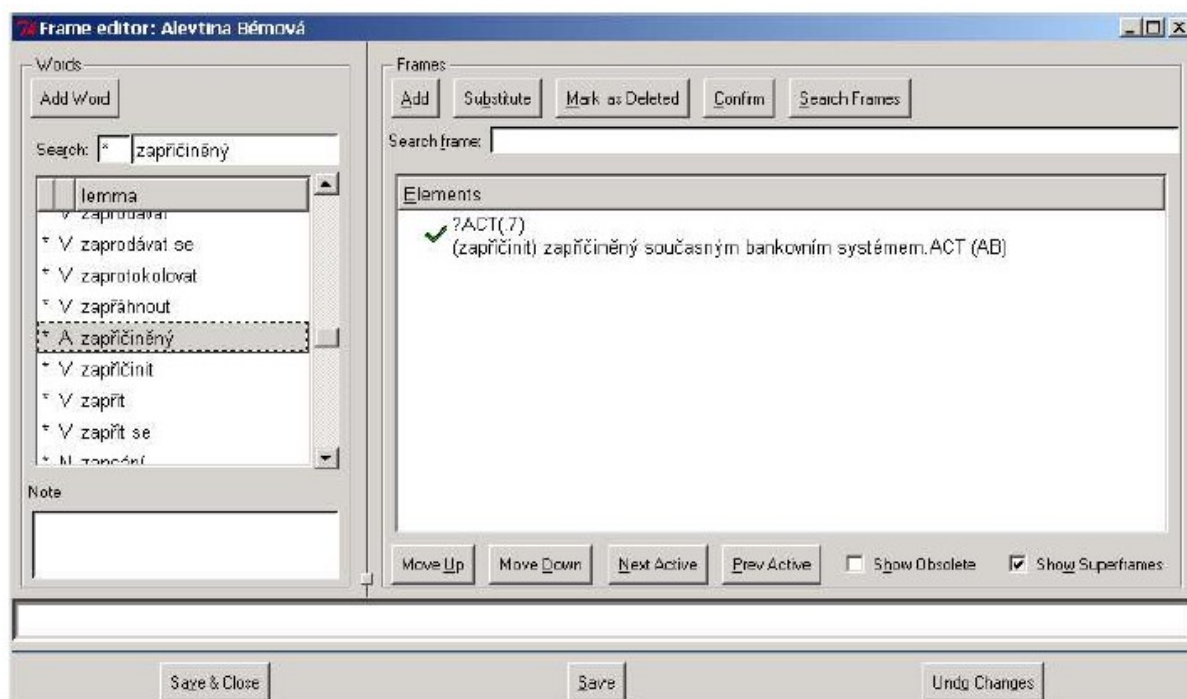 Frame editor: Alevtina Bémová
Words
Add Word
Search: * zapříčiněný
lemma
V zaprodávat
* V zaprodávat se
* V zaprotokolovat
* V zapřáhnout
* A zapříčiněný
* V zapříčinit
* V zapřít
* V zapřít se
* N
Note
Frames
Add Substitute Mark as Deleted Confirm Search Frames
Search frame:
Elements
?ACT(.7)
(zapříčinit) zapříčiněný současným bankovním systémem.ACT (AB)
Move Up Move Down Next Active Prev Active Show Obsolete Show Superframes
Save & Close Save Undo Changes